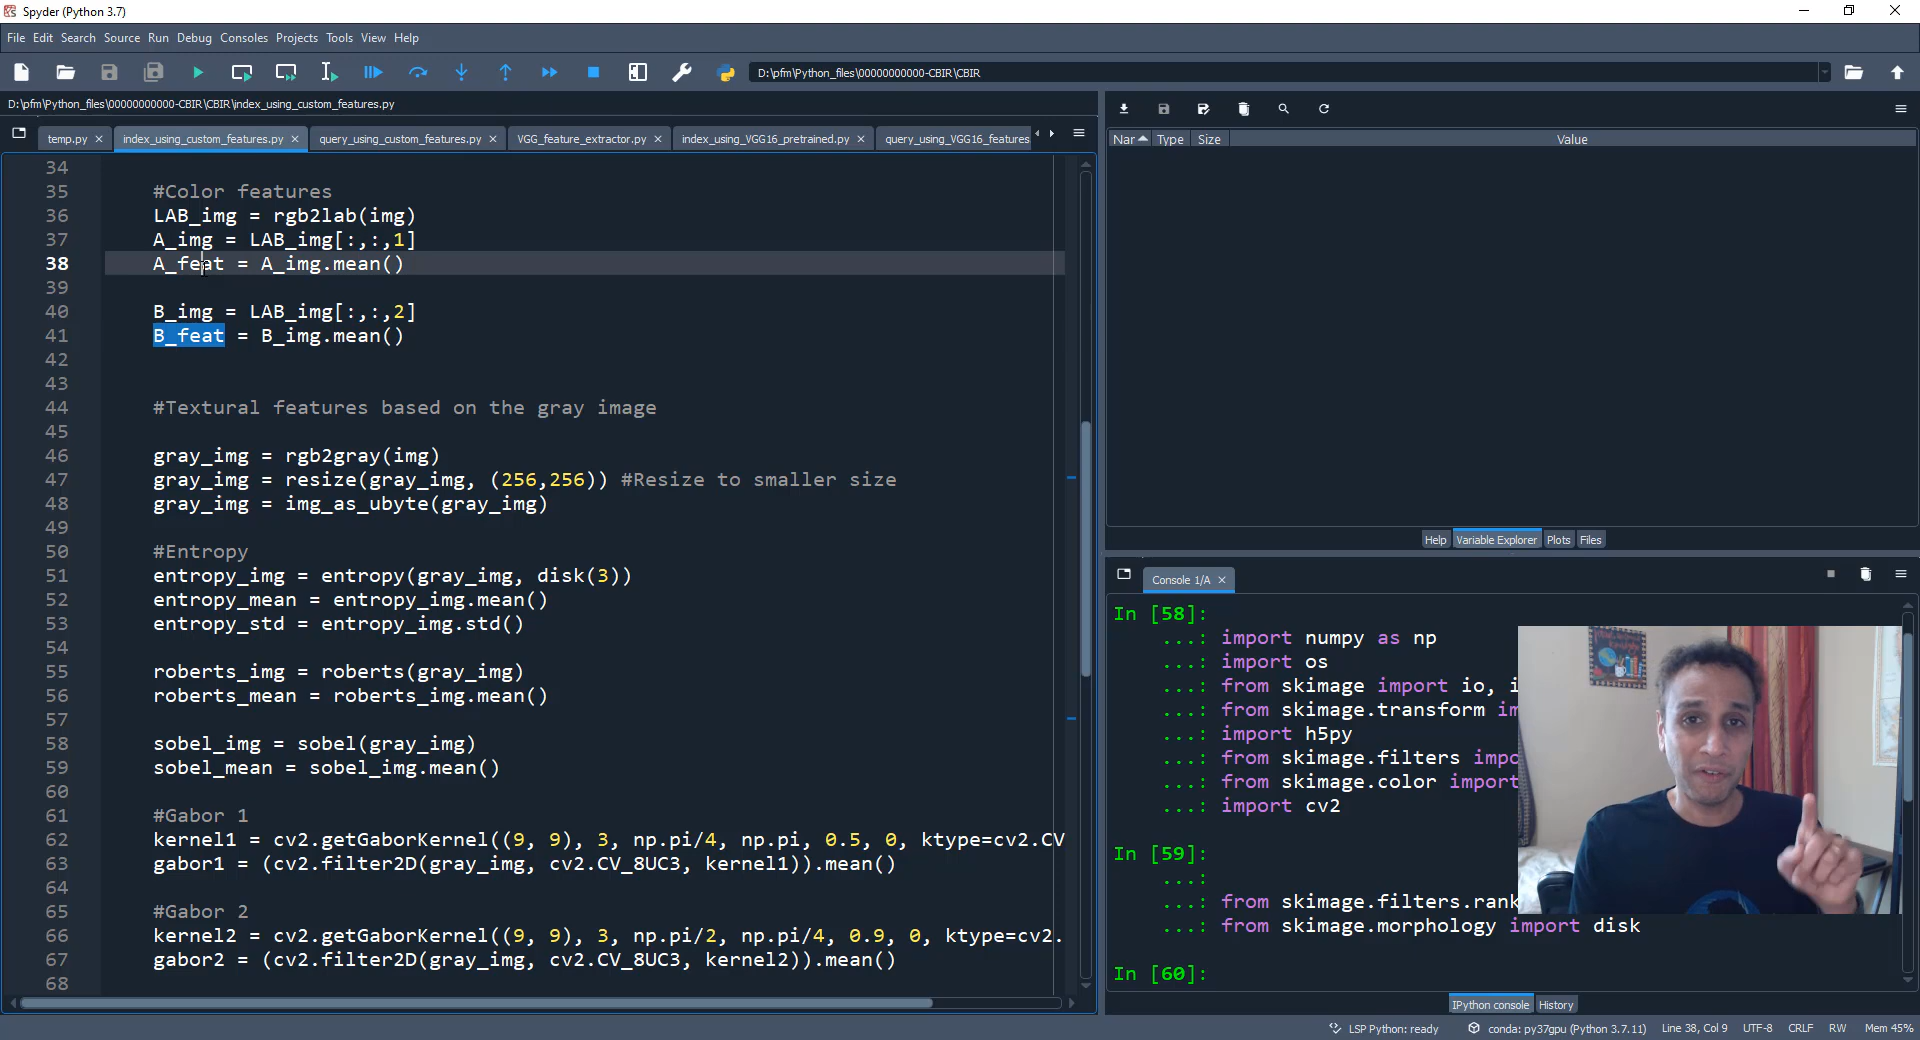 Spyder (Python 3.7)
File Edit Search Source Run Debug Consoles Projects Tools View Help
D:\pfm\Python_files\00000000000-CBIR\CBIR
D:\pfm\Python_files\00000000000-CBIR\CBIR\index_using_custom_features.py
temp.py index_using_custom_features.py query_using_custom_features.py VGG_feature_extractor.py index_using_VGG16_pretrained.py query_using_VGG16_features
34
35 #Color features
36 LAB_img = rgb2lab(img)
37 A_img = LAB_img[:,:,1]
38 A_feat = A_img.mean()
39
40 B_img = LAB_img[:,:,2]
41 B_feat = B_img.mean()
42
43
44 #Textural features based on the gray image
45
46 gray_img = rgb2gray(img)
47 gray_img = resize(gray_img, (256,256)) #Resize to smaller size
48 gray_img = img_as_ubyte(gray_img)
49
50 #Entropy
51 entropy_img = entropy(gray_img, disk(3))
52 entropy_mean = entropy_img.mean()
53 entropy_std = entropy_img.std()
54
55 roberts_img = roberts(gray_img)
56 roberts_mean = roberts_img.mean()
57
58 sobel_img = sobel(gray_img)
59 sobel_mean = sobel_img.mean()
60
61 #Gabor 1
62 kernel1 = cv2.getGaborKernel((9, 9), 3, np.pi/4, np.pi, 0.5, 0, ktype=cv2.CV
63 gabor1 = (cv2.filter2D(gray_img, cv2.CV_8UC3, kernel1)).mean()
64
65 #Gabor 2
66 kernel2 = cv2.getGaborKernel((9, 9), 3, np.pi/2, np.pi/4, 0.9, 0, ktype=cv2.
67 gabor2 = (cv2.filter2D(gray_img, cv2.CV_8UC3, kernel2)).mean()
68
Nar Type Size Value
Help Variable Explorer Plots Files
Console 1/A
In [58]:
...: import numpy as np
...: import os
...: from skimage import io, i
...: from skimage.transform im
...: import h5py
...: from skimage.filters impo
...: from skimage.color import
...: import cv2
In [59]:
...:
...: from skimage.filters.rank
...: from skimage.morphology import disk
In [60]:
IPython console History
LSP Python: ready conda: py37gpu (Python 3.7.11) Line 38, Col 9 UTF-8 CRLF RW Mem 45%